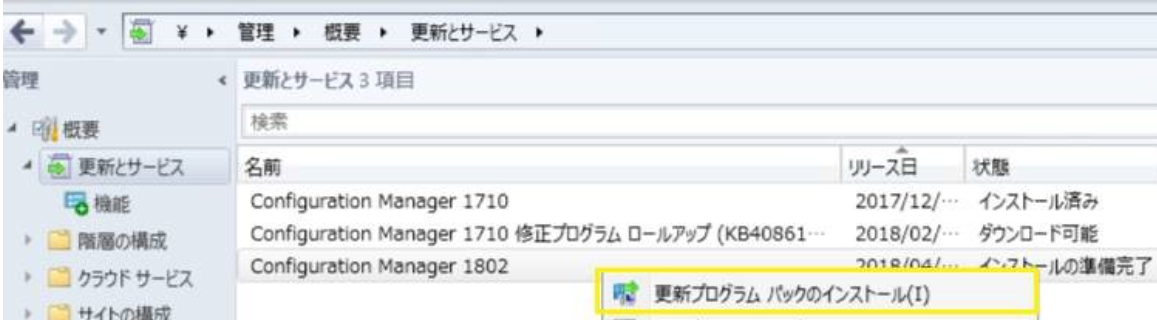 ¥ ▸ 管理 ▸ 概要 ▸ 更新とサービス ▸
管理
更新とサービス 3 項目
検索
概要
更新とサービス
機能
階層の構成
クラウド サービス
サイトの構成
名前 リリース日 状態
Configuration Manager 1710 2017/12/… インストール済み
Configuration Manager 1710 修正プログラム ロールアップ (KB40861… 2018/02/… ダウンロード可能
Configuration Manager 1802 2018/04/… インストールの準備完了
更新プログラム パックのインストール(I)